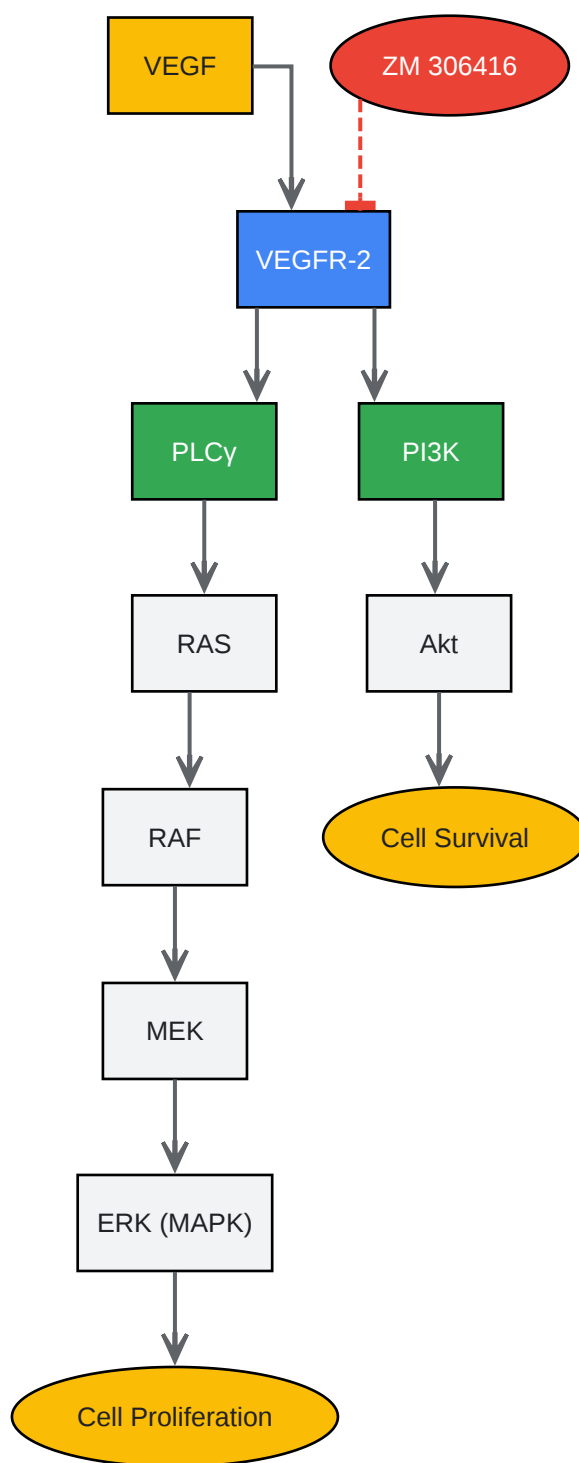 VEGF
ZM 306416
VEGFR-2
PLCγ
PI3K
RAS
Akt
RAF
Cell Survival
MEK
ERK (MAPK)
Cell Proliferation